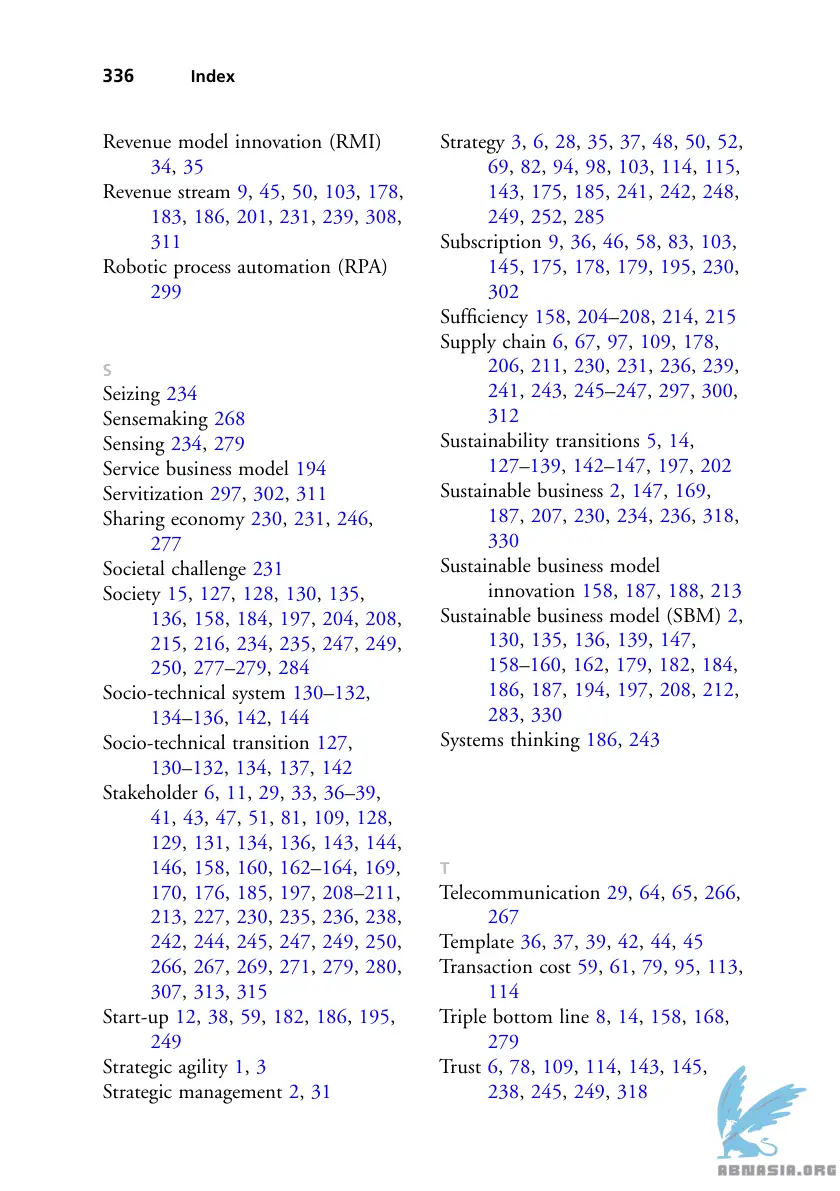 336 Index
Revenue model innovation (RMI)
34, 35
Revenue stream 9, 45, 50, 103, 178,
183, 186, 201, 231, 239, 308,
311
Robotic process automation (RPA)
299
S
Seizing 234
Sensemaking 268
Sensing 234, 279
Service business model 194
Servitization 297, 302, 311
Sharing economy 230, 231, 246,
277
Societal challenge 231
Society 15, 127, 128, 130, 135,
136, 158, 184, 197, 204, 208,
215, 216, 234, 235, 247, 249,
250, 277–279, 284
Socio-technical system 130–132,
134–136, 142, 144
Socio-technical transition 127,
130–132, 134, 137, 142
Stakeholder 6, 11, 29, 33, 36–39,
41, 43, 47, 51, 81, 109, 128,
129, 131, 134, 136, 143, 144,
146, 158, 160, 162–164, 169,
170, 176, 185, 197, 208–211,
213, 227, 230, 235, 236, 238,
242, 244, 245, 247, 249, 250,
266, 267, 269, 271, 279, 280,
307, 313, 315
Start-up 12, 38, 59, 182, 186, 195,
249
Strategic agility 1, 3
Strategic management 2, 31
Strategy 3, 6, 28, 35, 37, 48, 50, 52,
69, 82, 94, 98, 103, 114, 115,
143, 175, 185, 241, 242, 248,
249, 252, 285
Subscription 9, 36, 46, 58, 83, 103,
145, 175, 178, 179, 195, 230,
302
Sufficiency 158, 204–208, 214, 215
Supply chain 6, 67, 97, 109, 178,
206, 211, 230, 231, 236, 239,
241, 243, 245–247, 297, 300,
312
Sustainability transitions 5, 14,
127–139, 142–147, 197, 202
Sustainable business 2, 147, 169,
187, 207, 230, 234, 236, 318,
330
Sustainable business model
innovation 158, 187, 188, 213
Sustainable business model (SBM) 2,
130, 135, 136, 139, 147,
158–160, 162, 179, 182, 184,
186, 187, 194, 197, 208, 212,
283, 330
Systems thinking 186, 243
T
Telecommunication 29, 64, 65, 266,
267
Template 36, 37, 39, 42, 44, 45
Transaction cost 59, 61, 79, 95, 113,
114
Triple bottom line 8, 14, 158, 168,
279
Trust 6, 78, 109, 114, 143, 145,
238, 245, 249, 318
ABNASIA.ORG